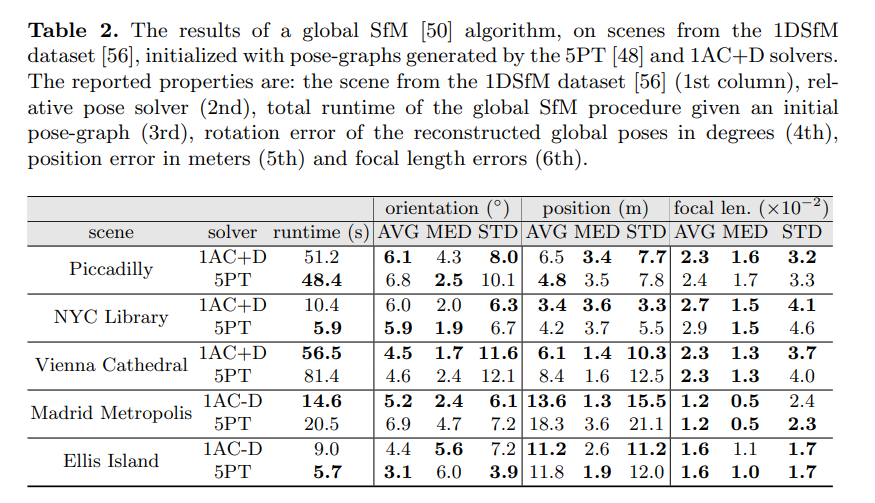 Table 2. The results of a global SfM [50] algorithm, on scenes from the 1DSfM
dataset [56], initialized with pose-graphs generated by the 5PT [48] and 1AC+D solvers.
The reported properties are: the scene from the 1DSfM dataset [56] (1st column), rel-
ative pose solver (2nd), total runtime of the global SfM procedure given an initial
pose-graph (3rd), rotation error of the reconstructed global poses in degrees (4th),
position error in meters (5th) and focal length errors (6th).
orientation (°) position (m) focal len. (×10⁻²)
scene solver runtime (s) AVG MED STD AVG MED STD AVG MED STD
Piccadilly 1AC+D 51.2 6.1 4.3 8.0 6.5 3.4 7.7 2.3 1.6 3.2
5PT 48.4 6.8 2.5 10.1 4.8 3.5 7.8 2.4 1.7 3.3
NYC Library 1AC+D 10.4 6.0 2.0 6.3 3.4 3.6 3.3 2.7 1.5 4.1
5PT 5.9 5.9 1.9 6.7 4.2 3.7 5.5 2.9 1.5 4.6
Vienna Cathedral 1AC+D 56.5 4.5 1.7 11.6 6.1 1.4 10.3 2.3 1.3 3.7
5PT 81.4 4.6 2.4 12.1 8.4 1.6 12.5 2.3 1.3 4.0
Madrid Metropolis 1AC-D 14.6 5.2 2.4 6.1 13.6 1.3 15.5 1.2 0.5 2.4
5PT 20.5 6.9 4.7 7.2 18.3 3.6 21.1 1.2 0.5 2.3
Ellis Island 1AC-D 9.0 4.4 5.6 7.2 11.2 2.6 11.2 1.6 1.1 1.7
5PT 5.7 3.1 6.0 3.9 11.8 1.9 12.0 1.6 1.0 1.7